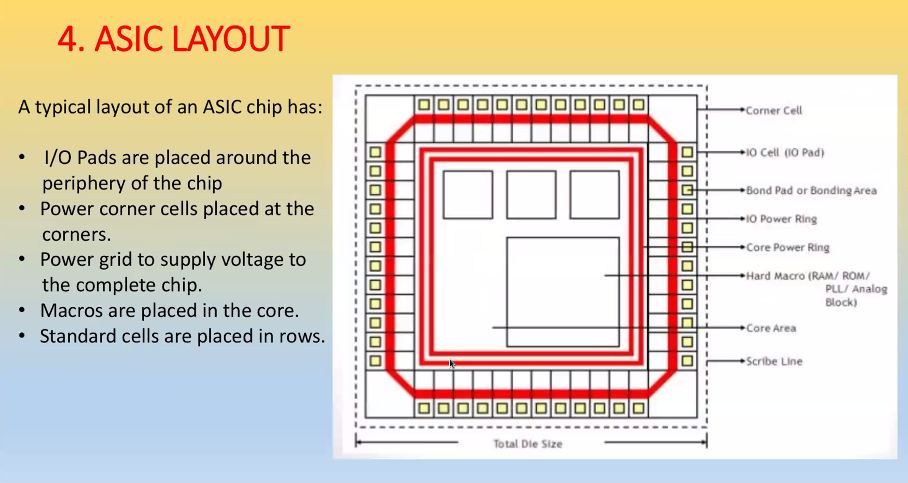 4. ASIC LAYOUT
A typical layout of an ASIC chip has:
• I/O Pads are placed around the
periphery of the chip
• Power corner cells placed at the
corners.
• Power grid to supply voltage to
the complete chip.
• Macros are placed in the core.
• Standard cells are placed in rows.
Corner Cell
IO Cell (IO Pad)
Bond Pad or Bonding Area
IO Power Ring
Core Power Ring
Hard Macro (RAM/ ROM/
PLL/ Analog
Block)
Core Area
Scribe Line
Total Die Size